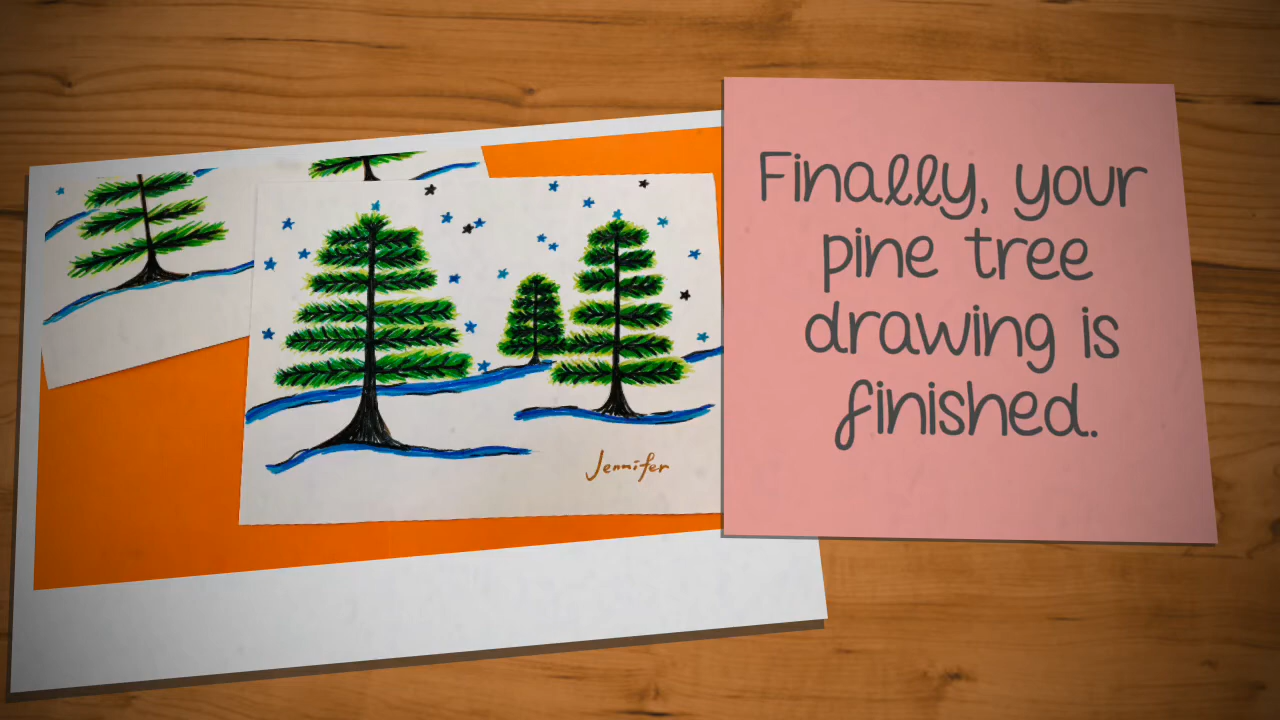 Finally, your
pine tree
drawing is
finished.
Jennifer